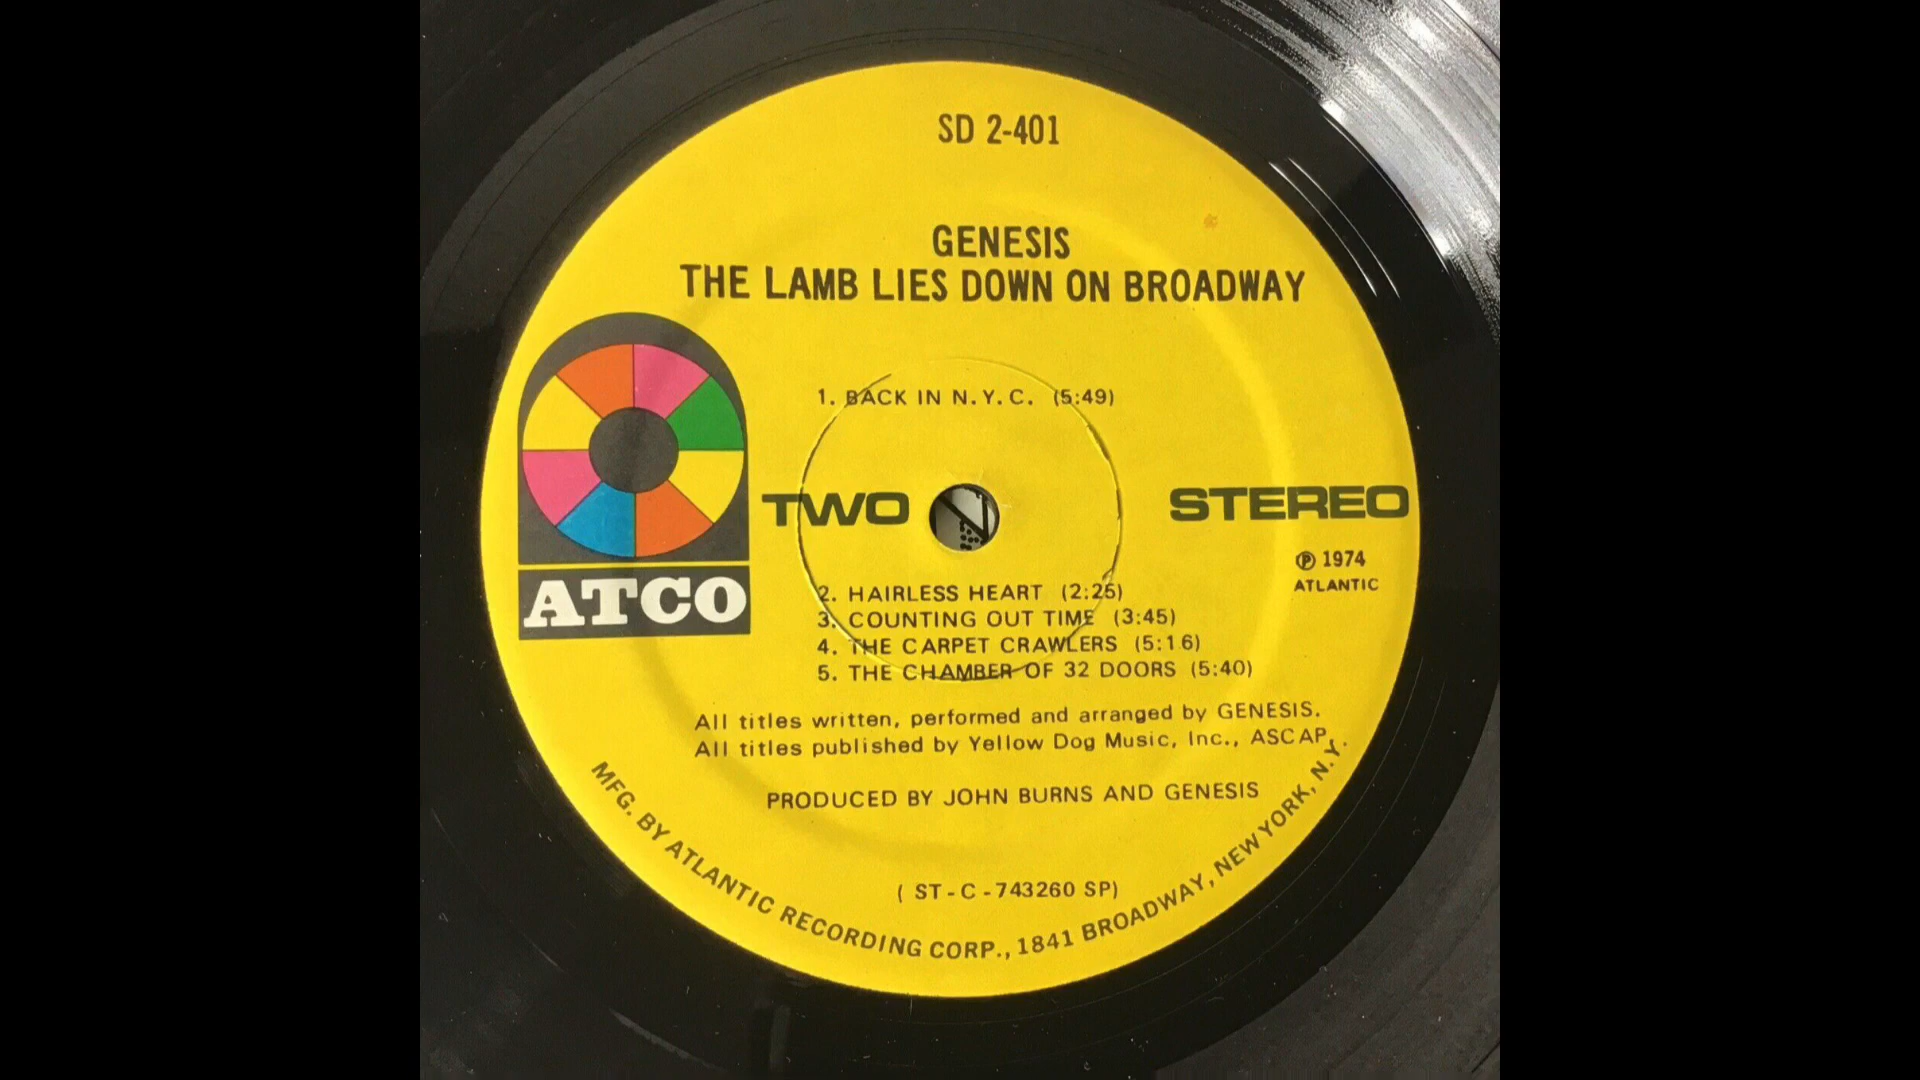 SD 2-401
GENESIS
THE LAMB LIES DOWN ON BROADWAY
1. BACK IN N.Y.C. (5:49)
TWO
STEREO
ATCO
℗ 1974
ATLANTIC
2. HAIRLESS HEART (2:25)
3. COUNTING OUT TIME (3:45)
4. THE CARPET CRAWLERS (5:16)
5. THE CHAMBER OF 32 DOORS (5:40)
All titles written, performed and arranged by GENESIS.
All titles published by Yellow Dog Music, Inc., ASCAP.
PRODUCED BY JOHN BURNS AND GENESIS
( ST-C-743260 SP)
MFG. BY ATLANTIC RECORDING CORP., 1841 BROADWAY, NEW YORK, N.Y.